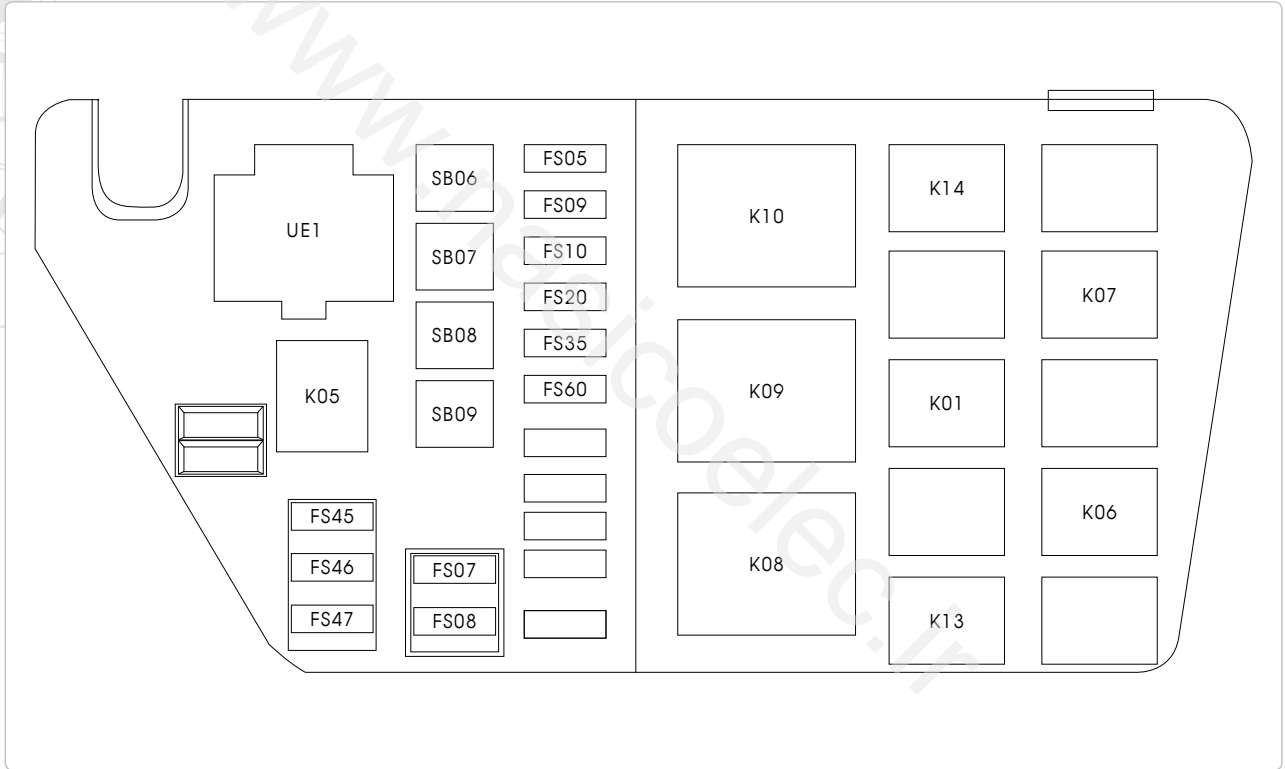 www.nasicoelec.ir
UE1
K05
SB06
SB07
SB08
SB09
FS05
FS09
FS10
FS20
FS35
FS60
FS45
FS46
FS47
FS07
FS08
K10
K09
K08
K14
K01
K13
K07
K06